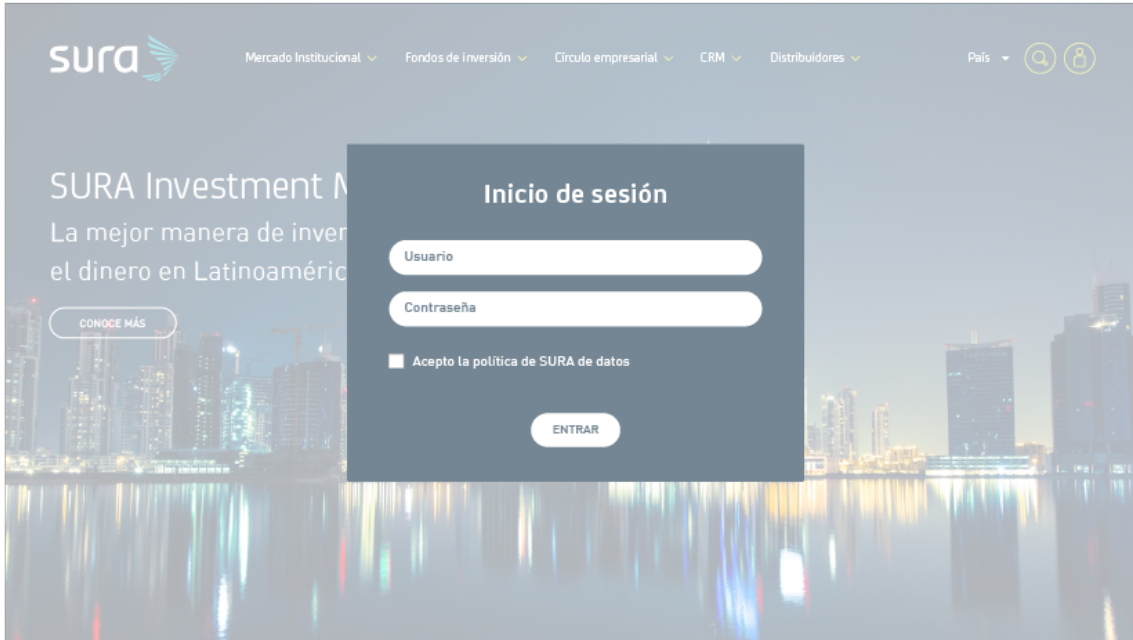 sura
Mercado Institucional
Fondos de inversión
Círculo empresarial
CRM
Distribuidores
País
SURA Investment M
La mejor manera de inver
el dinero en Latinoaméric
CONOCE MÁS
Inicio de sesión
Usuario
Contraseña
Acepto la política de SURA de datos
ENTRAR